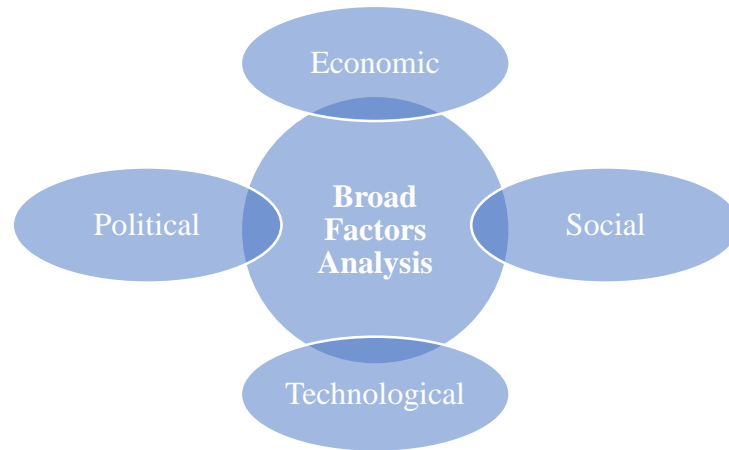 Economic
Political
Broad
Factors
Analysis
Social
Technological